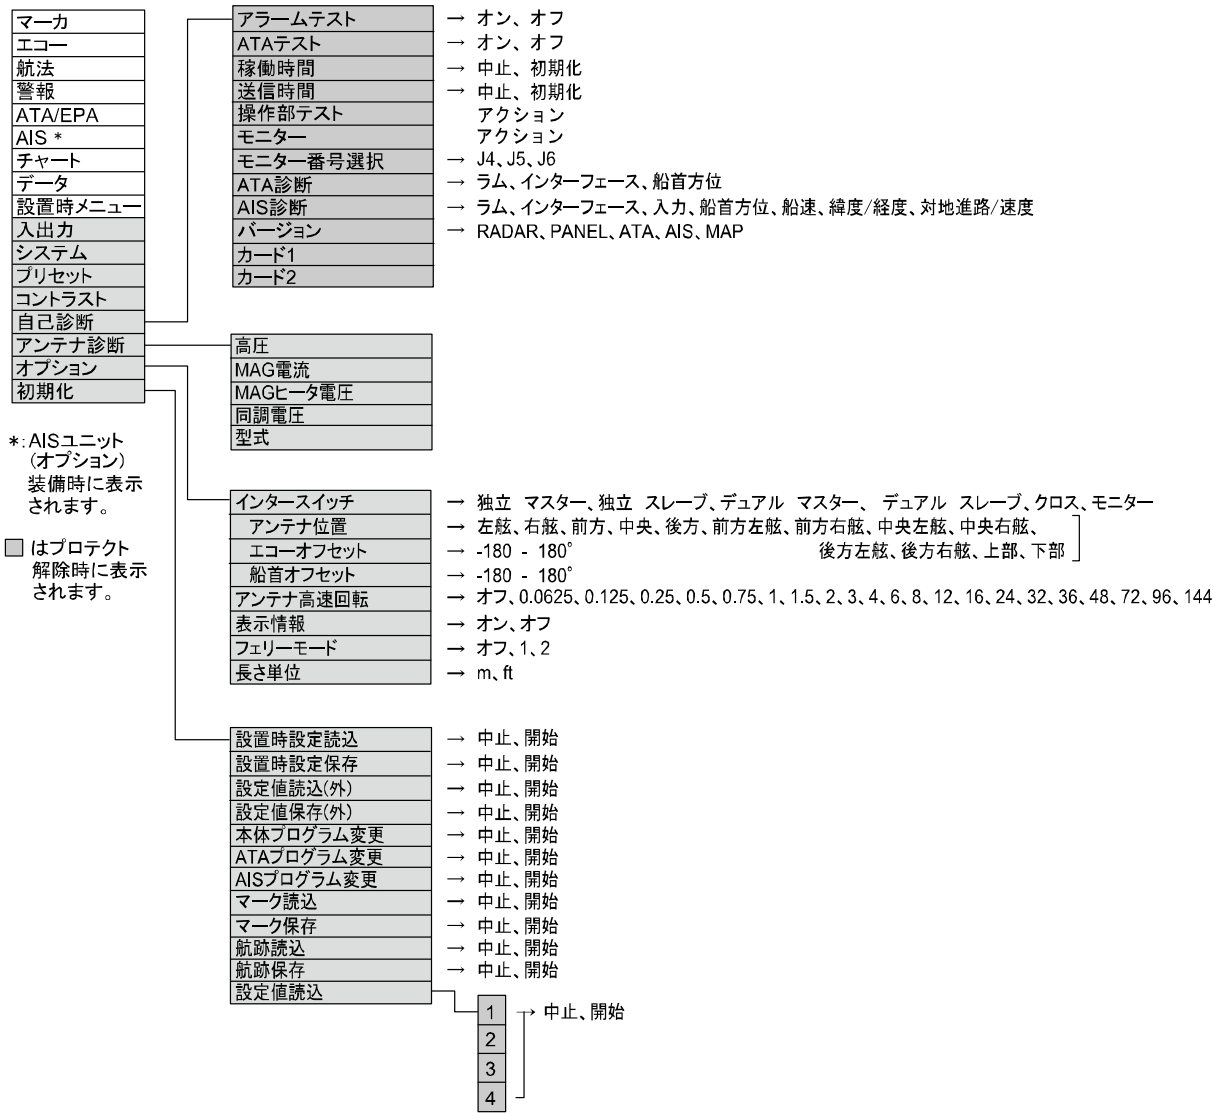 マーカ
エコー
航法
警報
ATA/EPA
AIS *
チャート
データ
設置時メニュー
入出力
システム
プリセット
コントラスト
自己診断
アンテナ診断
オプション
初期化
*:AISユニット
(オプション)
装備時に表示
されます。
はプロテクト
解除時に表示
されます。
アラームテスト → オン、オフ
ATAテスト → オン、オフ
稼働時間 → 中止、初期化
送信時間 → 中止、初期化
操作部テスト アクション
モニター アクション
モニター番号選択 → J4、J5、J6
ATA診断 → ラム、インターフェース、船首方位
AIS診断 → ラム、インターフェース、入力、船首方位、船速、緯度/経度、対地進路/速度
バージョン → RADAR、PANEL、ATA、AIS、MAP
カード1
カード2
高圧
MAG電流
MAGヒータ電圧
同調電圧
型式
インタースイッチ → 独立 マスター、独立 スレーブ、デュアル マスター、 デュアル スレーブ、クロス、モニター
アンテナ位置 → 左舷、右舷、前方、中央、後方、前方左舷、前方右舷、中央左舷、中央右舷、
後方左舷、後方右舷、上部、下部
エコーオフセット → -180 - 180°
船首オフセット → -180 - 180°
アンテナ高速回転 → オフ、0.0625、0.125、0.25、0.5、0.75、1、1.5、2、3、4、6、8、12、16、24、32、36、48、72、96、144
表示情報 → オン、オフ
フェリーモード → オフ、1、2
長さ単位 → m、ft
設置時設定読込 → 中止、開始
設置時設定保存 → 中止、開始
設定値読込(外) → 中止、開始
設定値保存(外) → 中止、開始
本体プログラム変更 → 中止、開始
ATAプログラム変更 → 中止、開始
AISプログラム変更 → 中止、開始
マーク読込 → 中止、開始
マーク保存 → 中止、開始
航跡読込 → 中止、開始
航跡保存 → 中止、開始
設定値読込
1 → 中止、開始
2
3
4